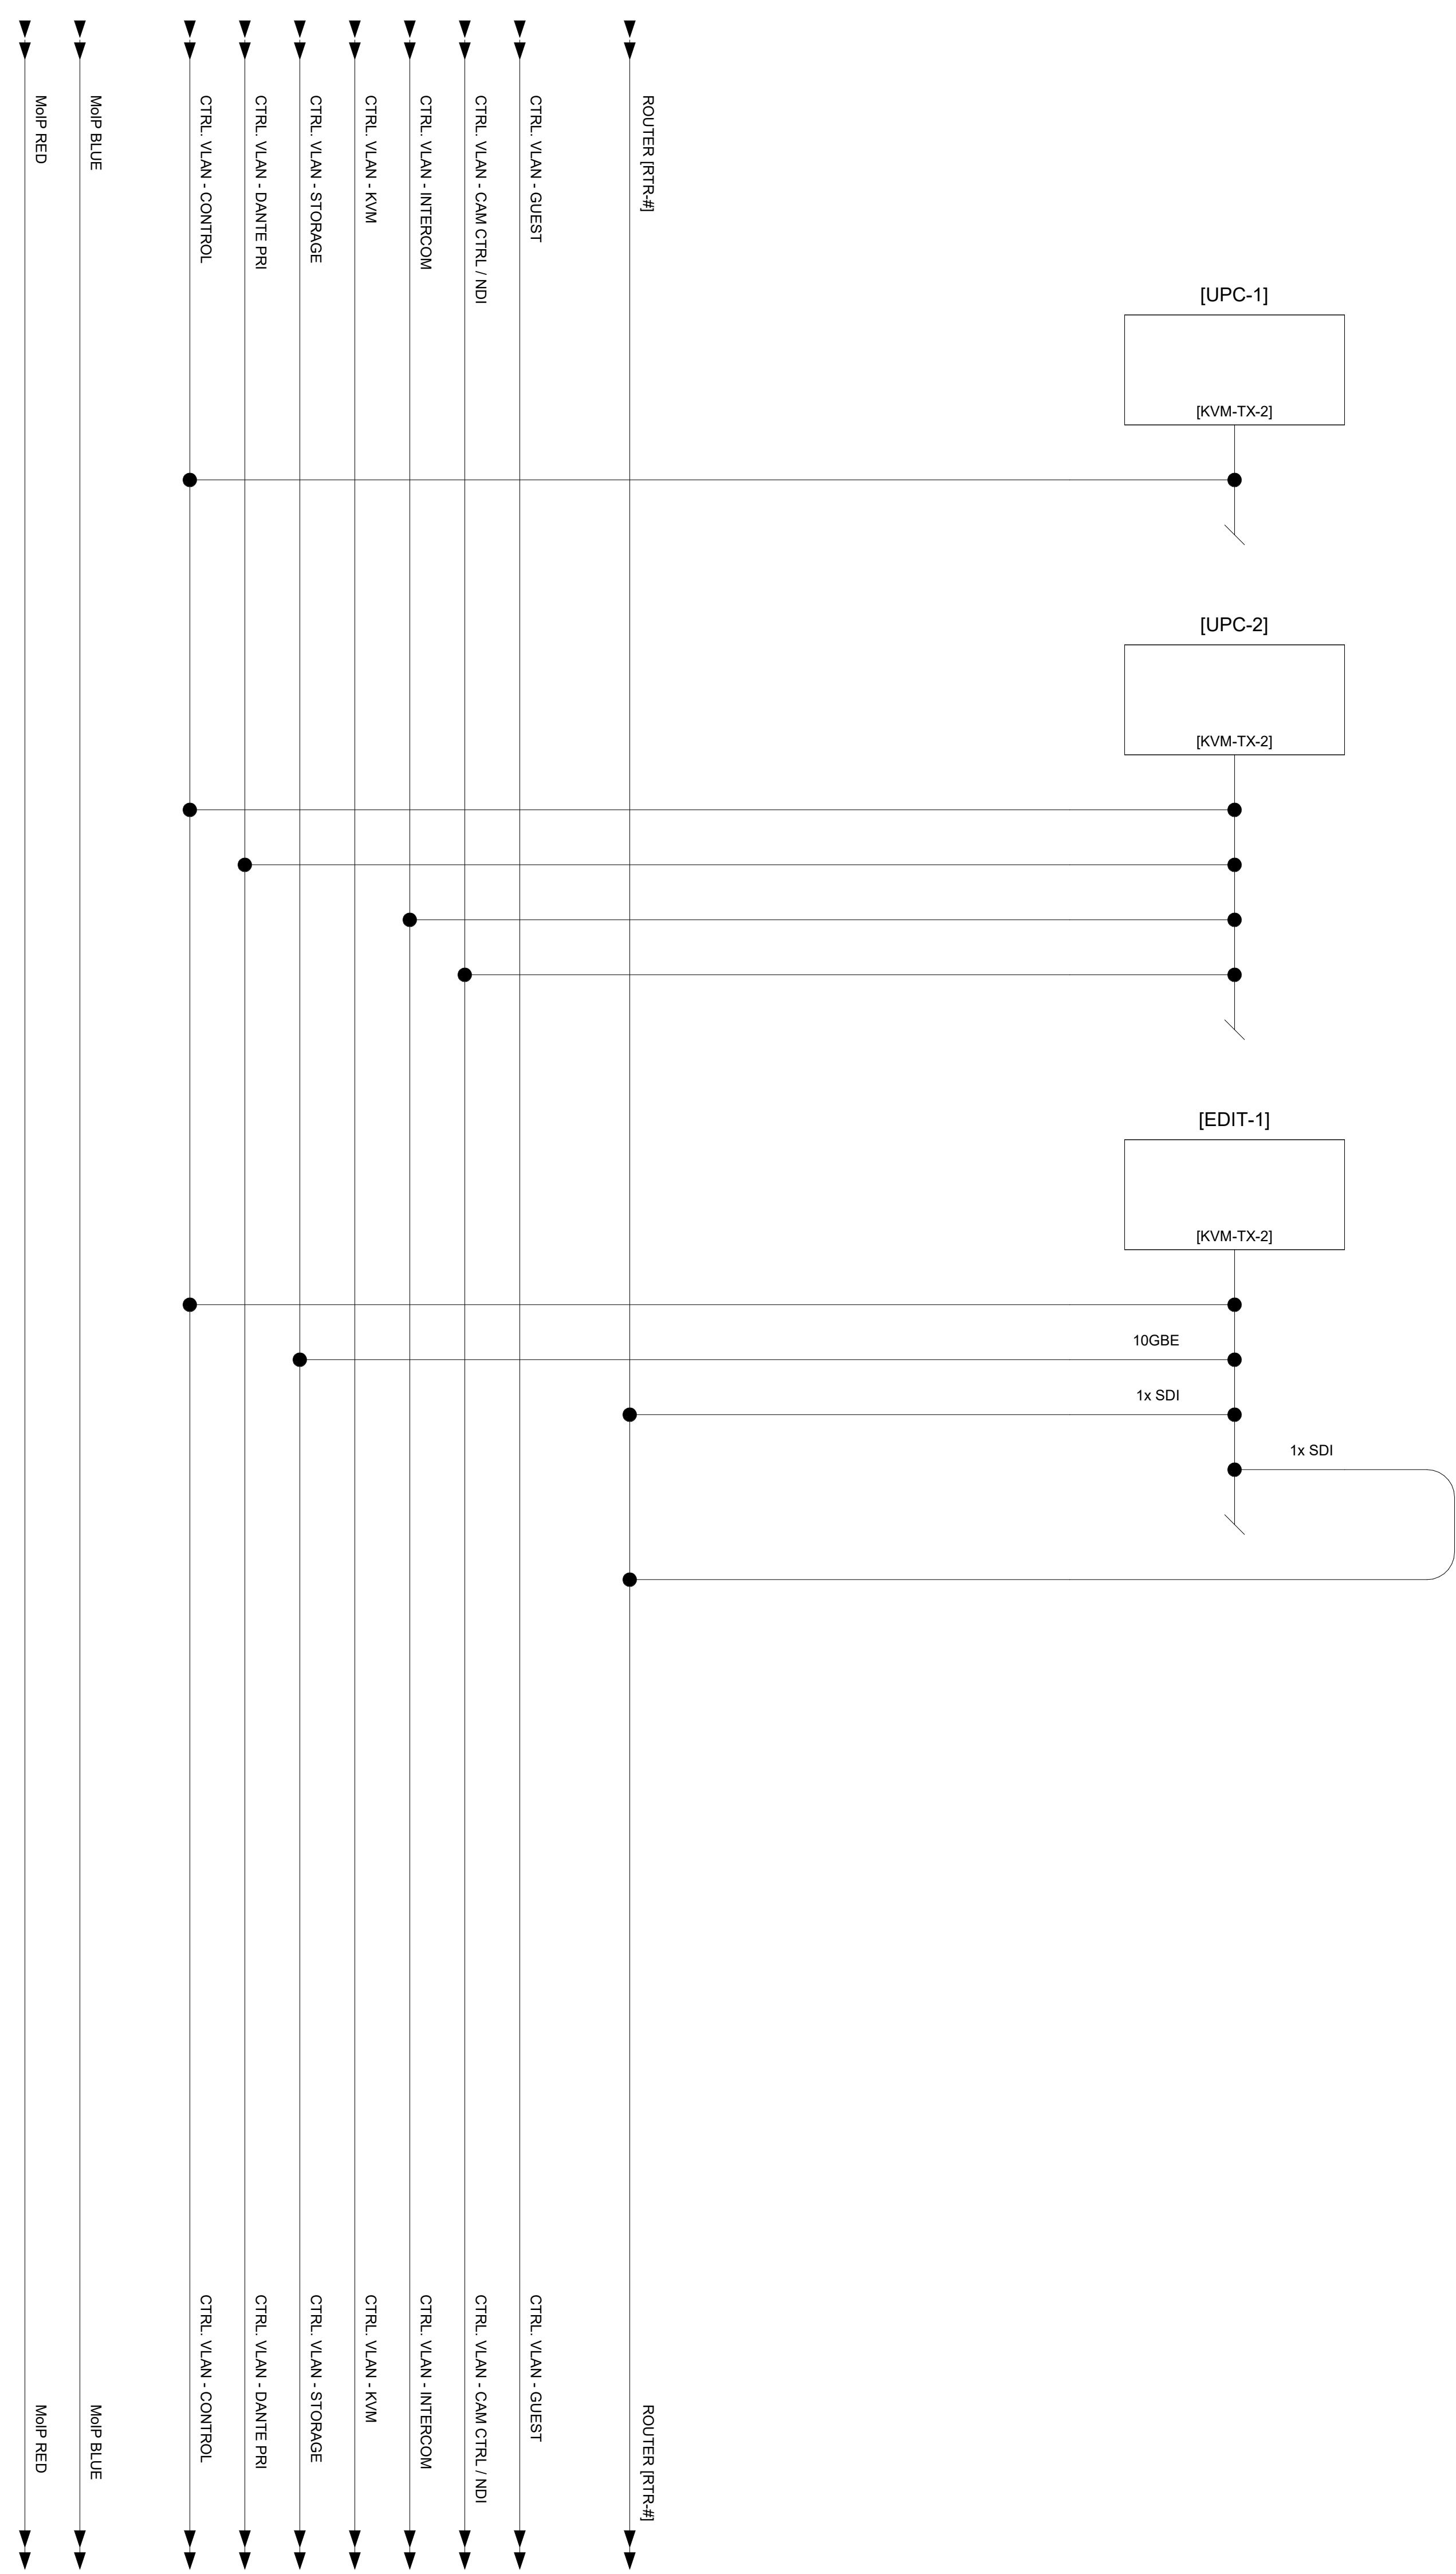 MoIP RED
MoIP BLUE
CTRL. VLAN - CONTROL
CTRL. VLAN - DANTE PRI
CTRL. VLAN - STORAGE
CTRL. VLAN - KVM
CTRL. VLAN - INTERCOM
CTRL. VLAN - CAM CTRL / NDI
CTRL. VLAN - GUEST
ROUTER [RTR-#]
[UPC-1]
[KVM-TX-2]
[UPC-2]
[KVM-TX-2]
[EDIT-1]
[KVM-TX-2]
10GBE
1x SDI
1x SDI
MoIP RED
MoIP BLUE
CTRL. VLAN - CONTROL
CTRL. VLAN - DANTE PRI
CTRL. VLAN - STORAGE
CTRL. VLAN - KVM
CTRL. VLAN - INTERCOM
CTRL. VLAN - CAM CTRL / NDI
CTRL. VLAN - GUEST
ROUTER [RTR-#]